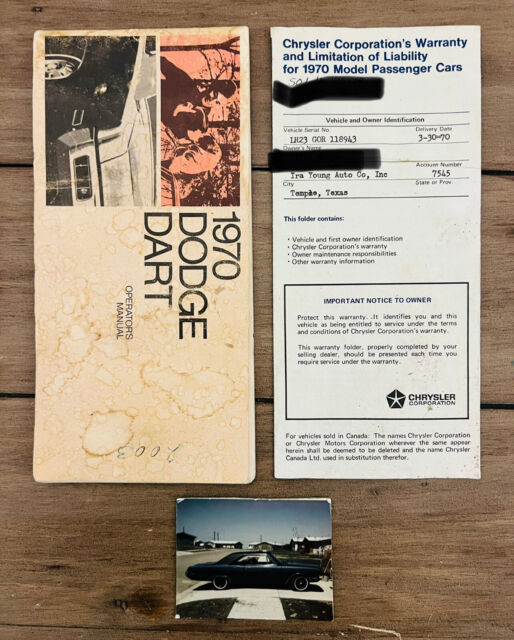 1970
DODGE
DART
OPERATOR'S
MANUAL
2003
Chrysler Corporation's Warranty
and Limitation of Liability
for 1970 Model Passenger Cars
Vehicle and Owner Identification
Vehicle Serial No. Delivery Date
LH23 GOR 118943 3-30-70
Owner's Name
Account Number
Ira Young Auto Co, Inc 7545
City State or Prov.
Temple, Texas
This folder contains:
• Vehicle and first owner identification
• Chrysler Corporation's warranty
• Owner maintenance responsibilities
• Other warranty information
IMPORTANT NOTICE TO OWNER
Protect this warranty. .It identifies you and this
vehicle as being entitled to service under the terms
and conditions of Chrysler Corporation's warranty.
This warranty folder, properly completed by your
selling dealer, should be presented each time you
require service under the warranty.
CHRYSLER
CORPORATION
For vehicles sold in Canada: The names Chrysler Corporation
or Chrysler Motors Corporation wherever the same appear
herein shall be deemed to be deleted and the name Chrysler
Canada Ltd. used in substitution therefor.